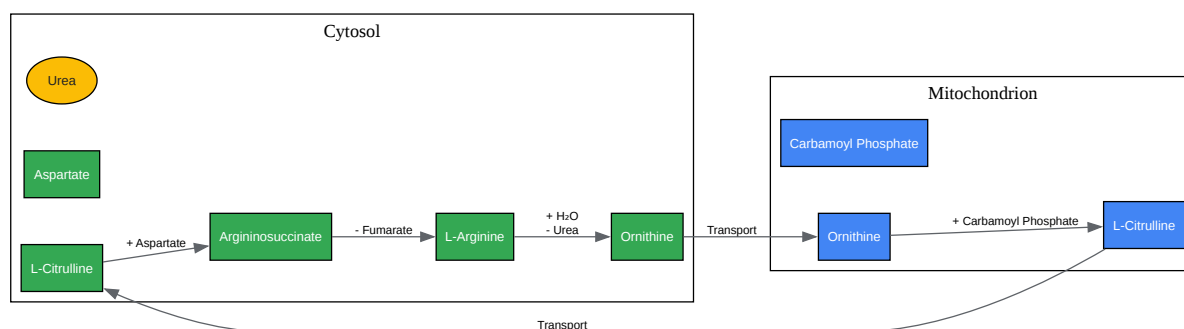 Cytosol
Urea
Aspartate
L-Citrulline
+ Aspartate
Argininosuccinate
- Fumarate
L-Arginine
+ H₂O
- Urea
Ornithine
Transport
Mitochondrion
Carbamoyl Phosphate
Ornithine
+ Carbamoyl Phosphate
L-Citrulline
Transport